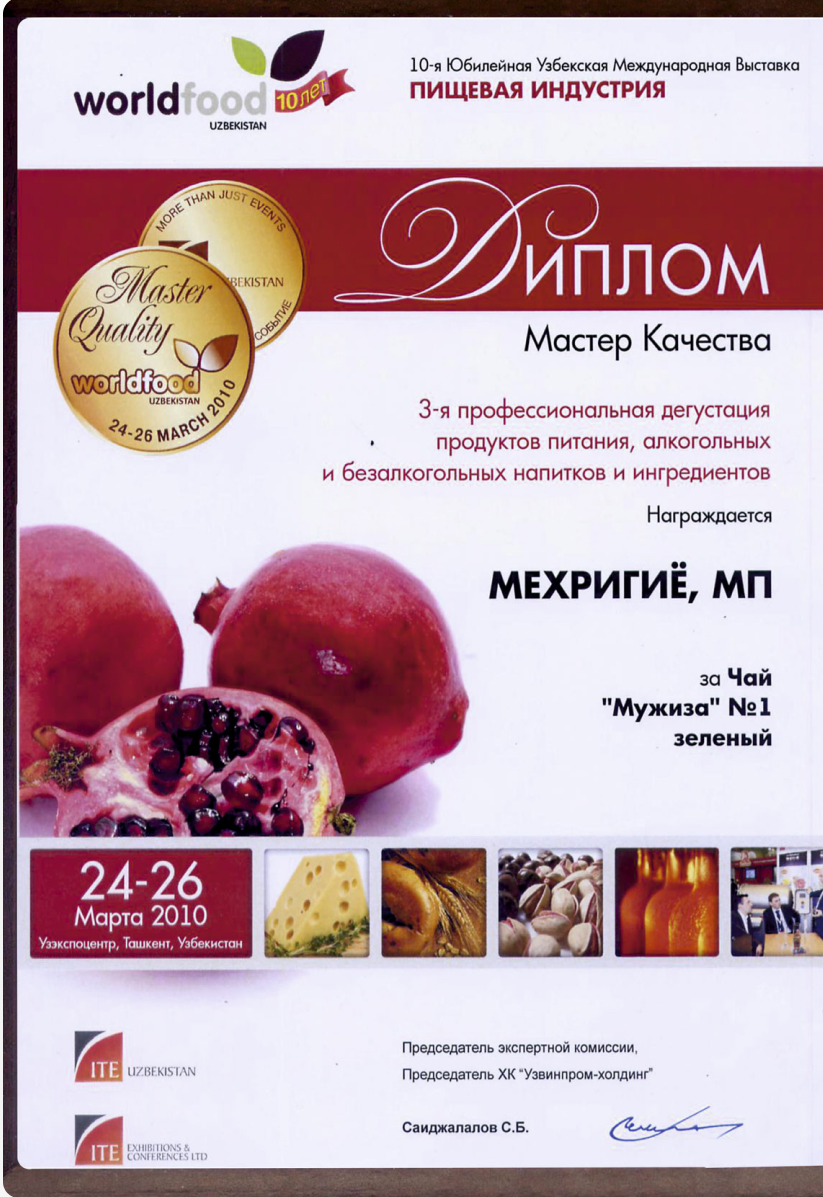 worldfood
10 лет
UZBEKISTAN
10-я Юбилейная Узбекская Международная Выставка
ПИЩЕВАЯ ИНДУСТРИЯ
MORE THAN JUST EVENTS
СОБЫТИЕ
Master
Quality
worldfood
UZBEKISTAN
24-26 MARCH 2010
Диплом
Мастер Качества
3-я профессиональная дегустация
продуктов питания, алкогольных
и безалкогольных напитков и ингредиентов
Награждается
МЕХРИГИЁ, МП
за Чай
"Мужиза" №1
зеленый
24-26
Марта 2010
Узэкспоцентр, Ташкент, Узбекистан
ITE UZBEKISTAN
ITE EXHIBITIONS &
CONFERENCES LTD
Председатель экспертной комиссии,
Председатель ХК “Узвинпром-холдинг”
Саиджалалов С.Б.